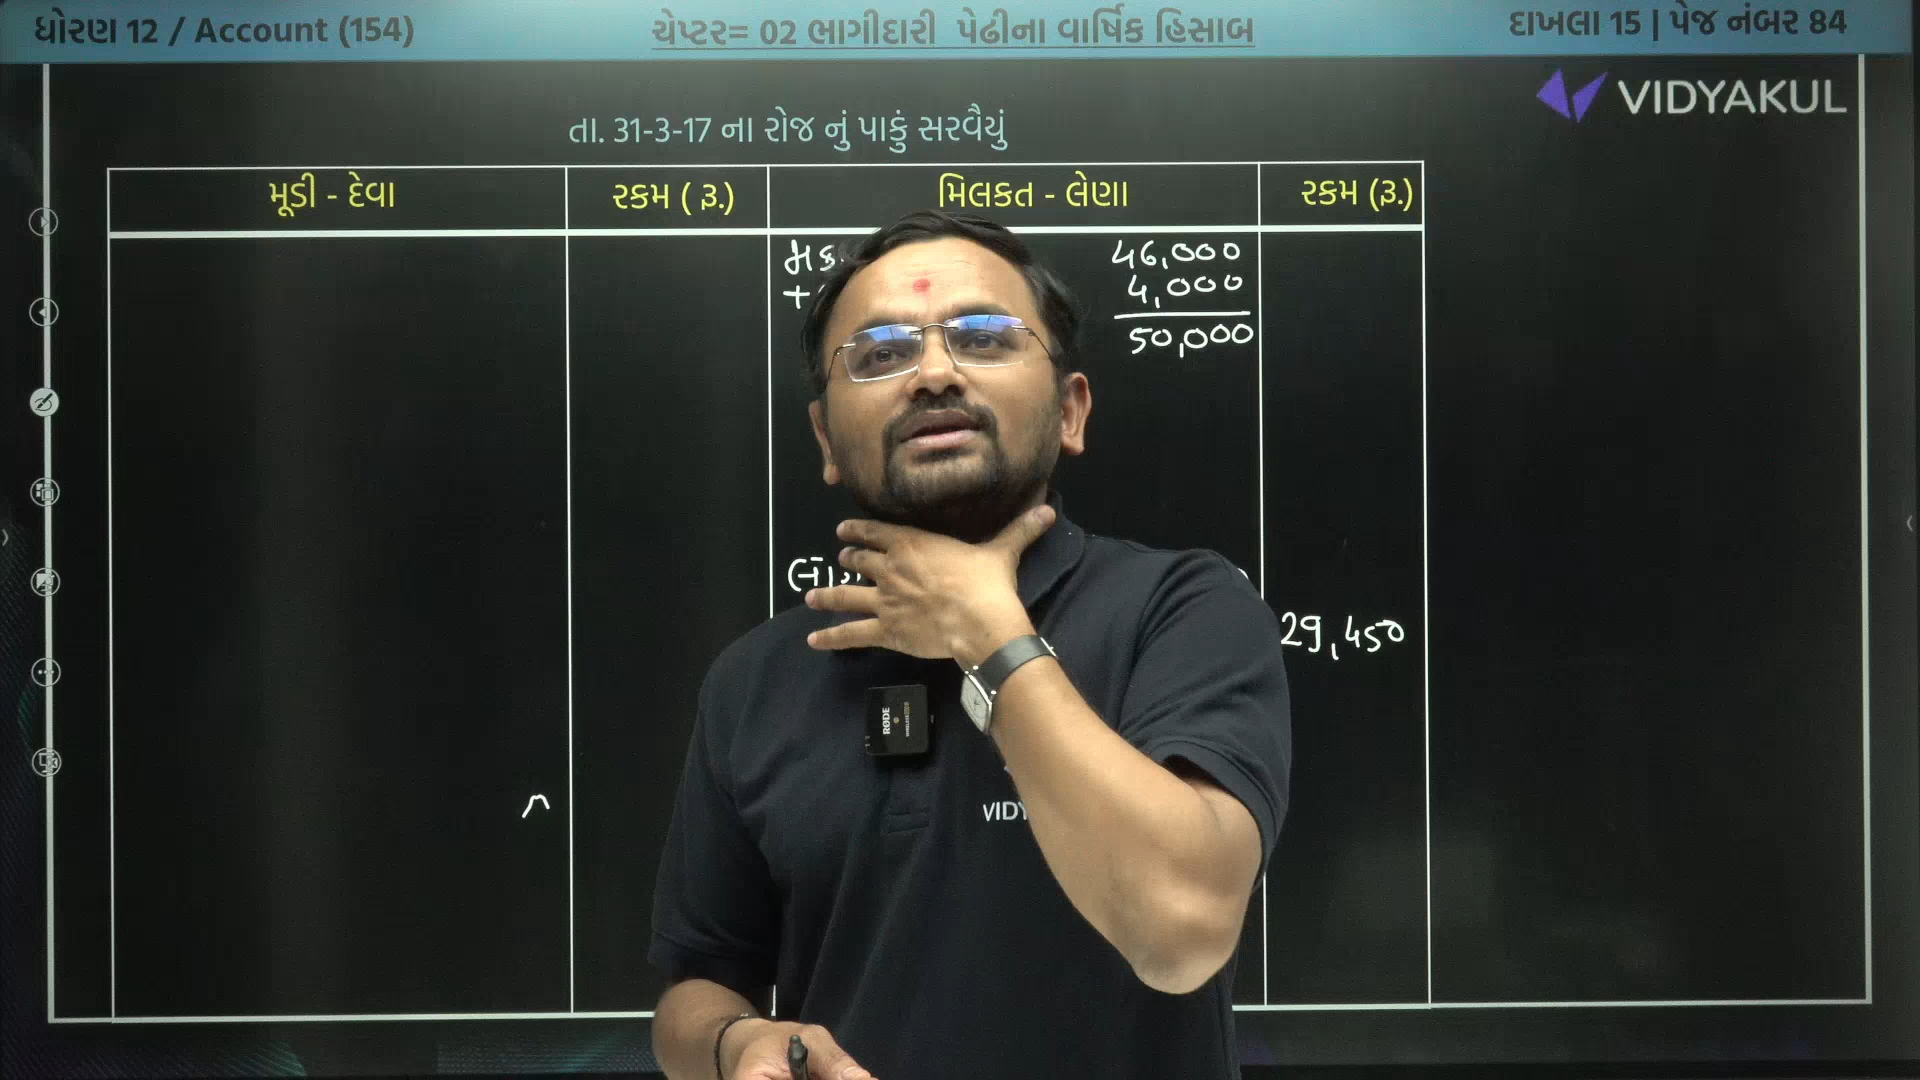 ધોરણ 12 / Account (154)
ચેપ્ટર= 02 ભાગીદારી પેઢીના વાર્ષિક હિસાબ
દાખલા 15 | પેજ નંબર 84
VIDYAKUL
તા. 31-3-17 ના રોજ નું પાકું સરવૈયું
મૂડી - દેવા
રકમ ( રૂ.)
મિલકત - લેણા
રકમ (રૂ.)
46,000
+ 4,000
50,000
29,450
RØDE